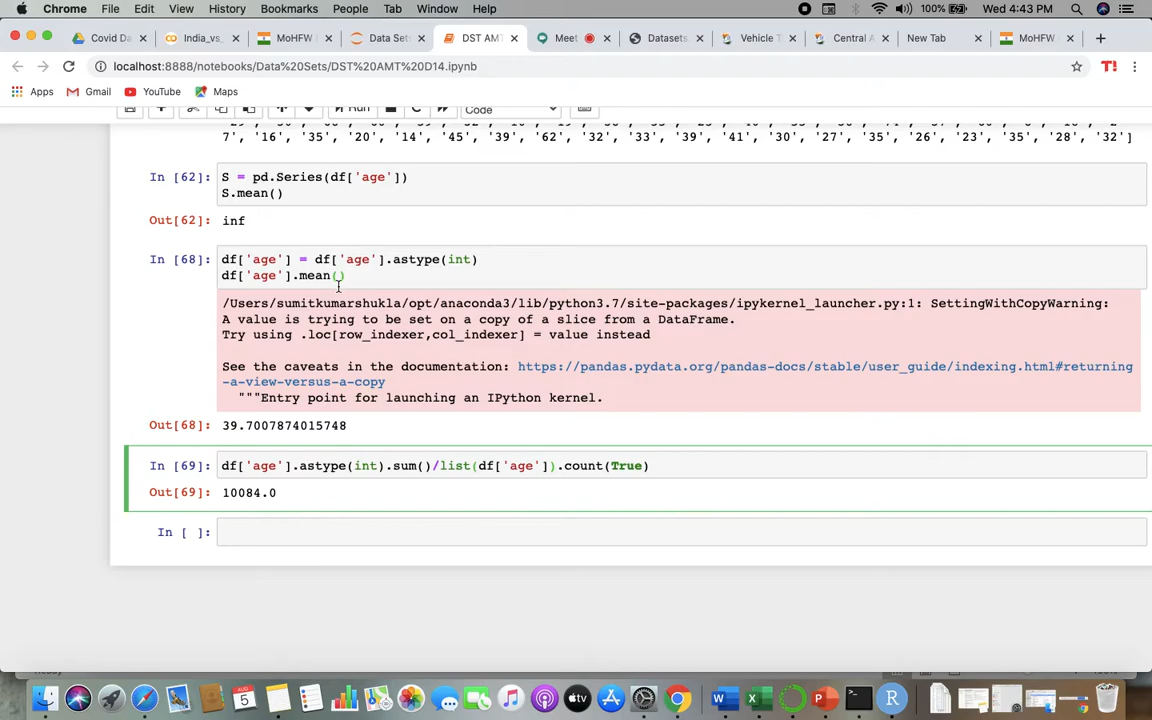 Chrome File Edit View History Bookmarks People Tab Window Help 100% Wed 4:43 PM
Covid Da India_vs_ MoHFW Data Set DST AMT Meet Datasets Vehicle T Central A New Tab MoHFW
localhost:8888/notebooks/Data%20Sets/DST%20AMT%20D14.ipynb
Apps Gmail YouTube Maps
Run Code
7', '16', '35', '20', '14', '45', '39', '62', '32', '33', '39', '41', '30', '27', '35', '26', '23', '35', '28', '32']
In [62]: S = pd.Series(df['age'])
S.mean()
Out[62]: inf
In [68]: df['age'] = df['age'].astype(int)
df['age'].mean()
/Users/sumitkumarshukla/opt/anaconda3/lib/python3.7/site-packages/ipykernel_launcher.py:1: SettingWithCopyWarning:
A value is trying to be set on a copy of a slice from a DataFrame.
Try using .loc[row_indexer,col_indexer] = value instead
See the caveats in the documentation: https://pandas.pydata.org/pandas-docs/stable/user_guide/indexing.html#returning
-a-view-versus-a-copy
"""Entry point for launching an IPython kernel.
Out[68]: 39.7007874015748
In [69]: df['age'].astype(int).sum()/list(df['age']).count(True)
Out[69]: 10084.0
In [ ]: